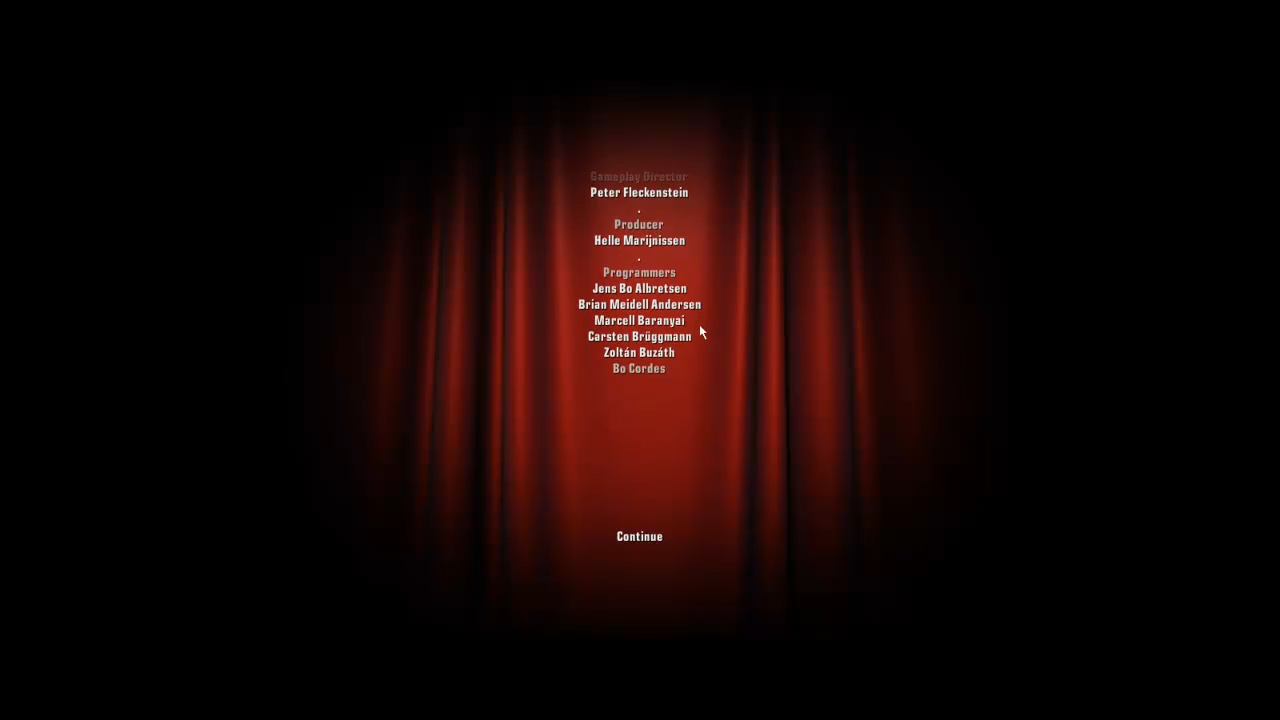 Gameplay Director
Peter Fleckenstein
.
Producer
Helle Marijnissen
.
Programmers
Jens Bo Albretsen
Brian Meidell Andersen
Marcell Baranyai
Carsten Brüggmann
Zoltán Buzáth
Bo Cordes
Continue